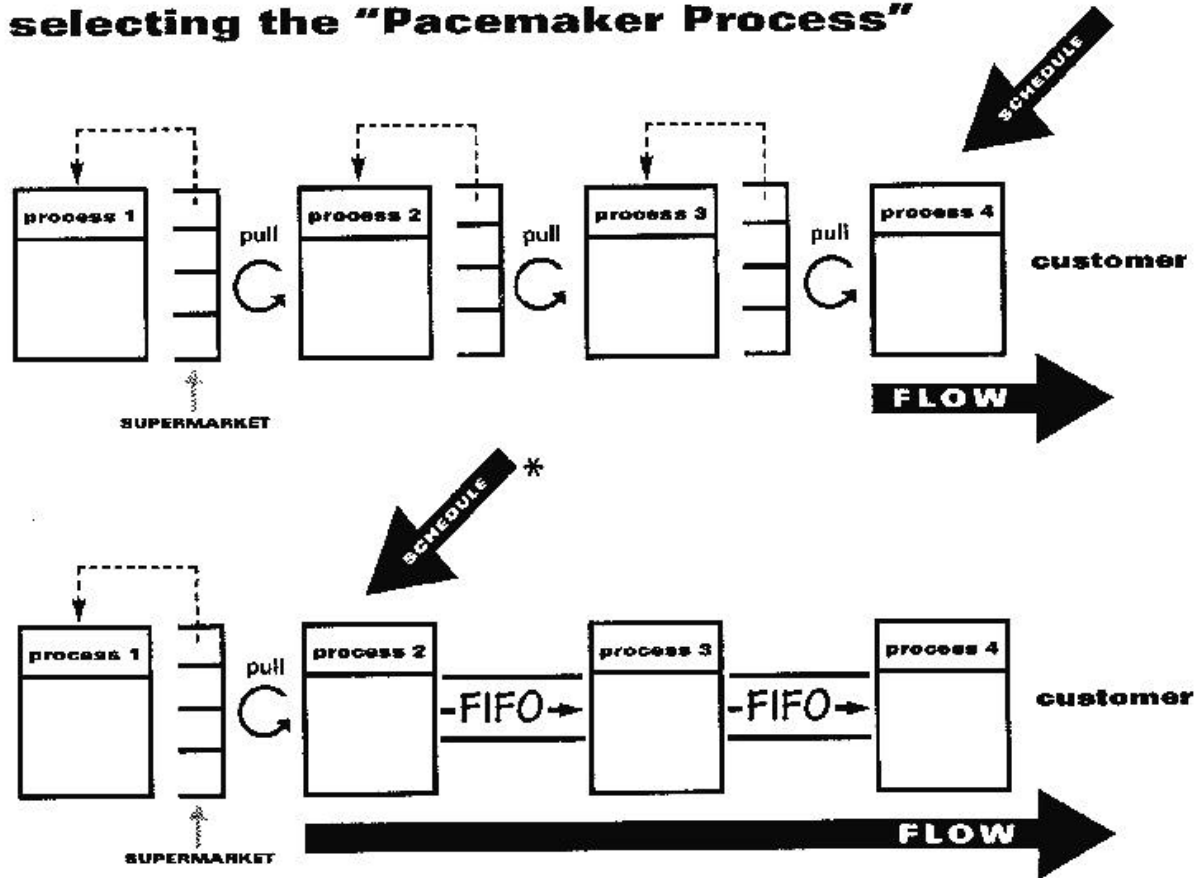 selecting the “Pacemaker Process”
SCHEDULE
process 1
process 2
process 3
process 4
pull
pull
pull
customer
SUPERMARKET
FLOW
SCHEDULE *
process 1
process 2
process 3
process 4
pull
FIFO
FIFO
customer
SUPERMARKET
FLOW